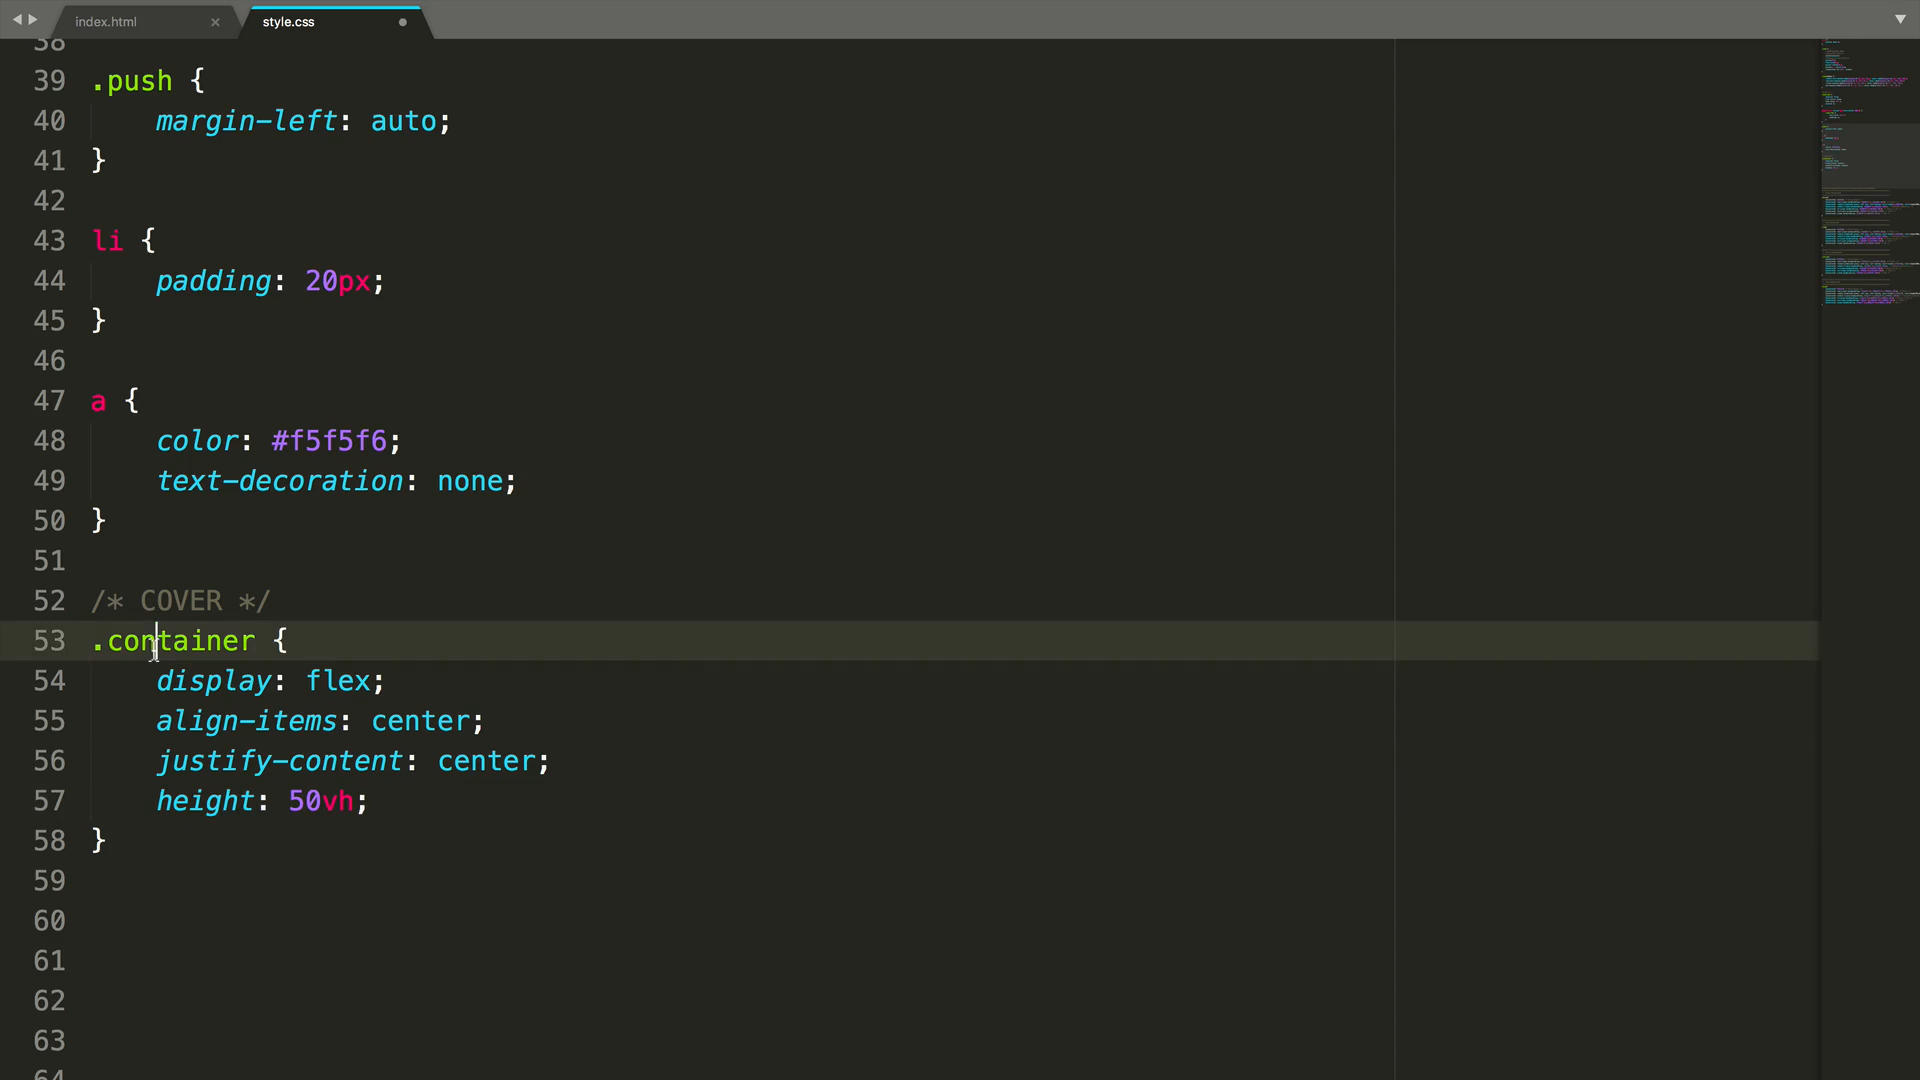 index.html × style.css
38
39 .push {
40 margin-left: auto;
41 }
42
43 li {
44 padding: 20px;
45 }
46
47 a {
48 color: #f5f5f6;
49 text-decoration: none;
50 }
51
52 /* COVER */
53 .container {
54 display: flex;
55 align-items: center;
56 justify-content: center;
57 height: 50vh;
58 }
59
60
61
62
63
64